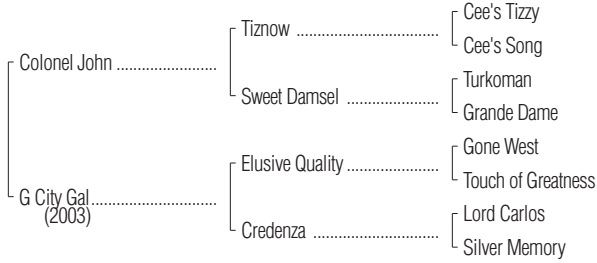 Cee's Tizzy
Tiznow
Cee's Song
Colonel John
Turkoman
Sweet Damsel
Grande Dame
Gone West
Elusive Quality
Touch of Greatness
G City Gal
(2003)
Lord Carlos
Credenza
Silver Memory